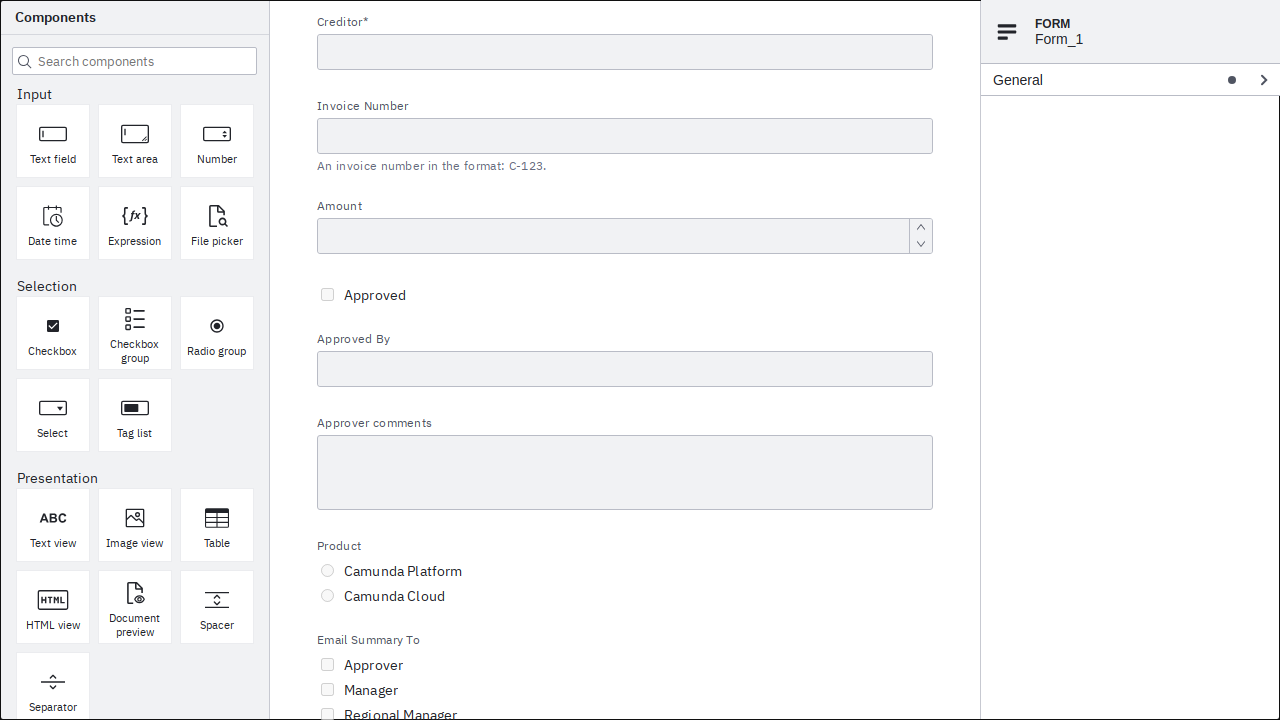 Components
Search components
Input
Text field
Text area
Number
Date time
Expression
File picker
Selection
Checkbox
Checkbox group
Radio group
Select
Tag list
Presentation
ABC
Text view
Image view
Table
HTML
HTML view
Document preview
Spacer
Separator
Creditor*
Invoice Number
An invoice number in the format: C-123.
Amount
Approved
Approved By
Approver comments
Product
Camunda Platform
Camunda Cloud
Email Summary To
Approver
Manager
Regional Manager
FORM
Form_1
General